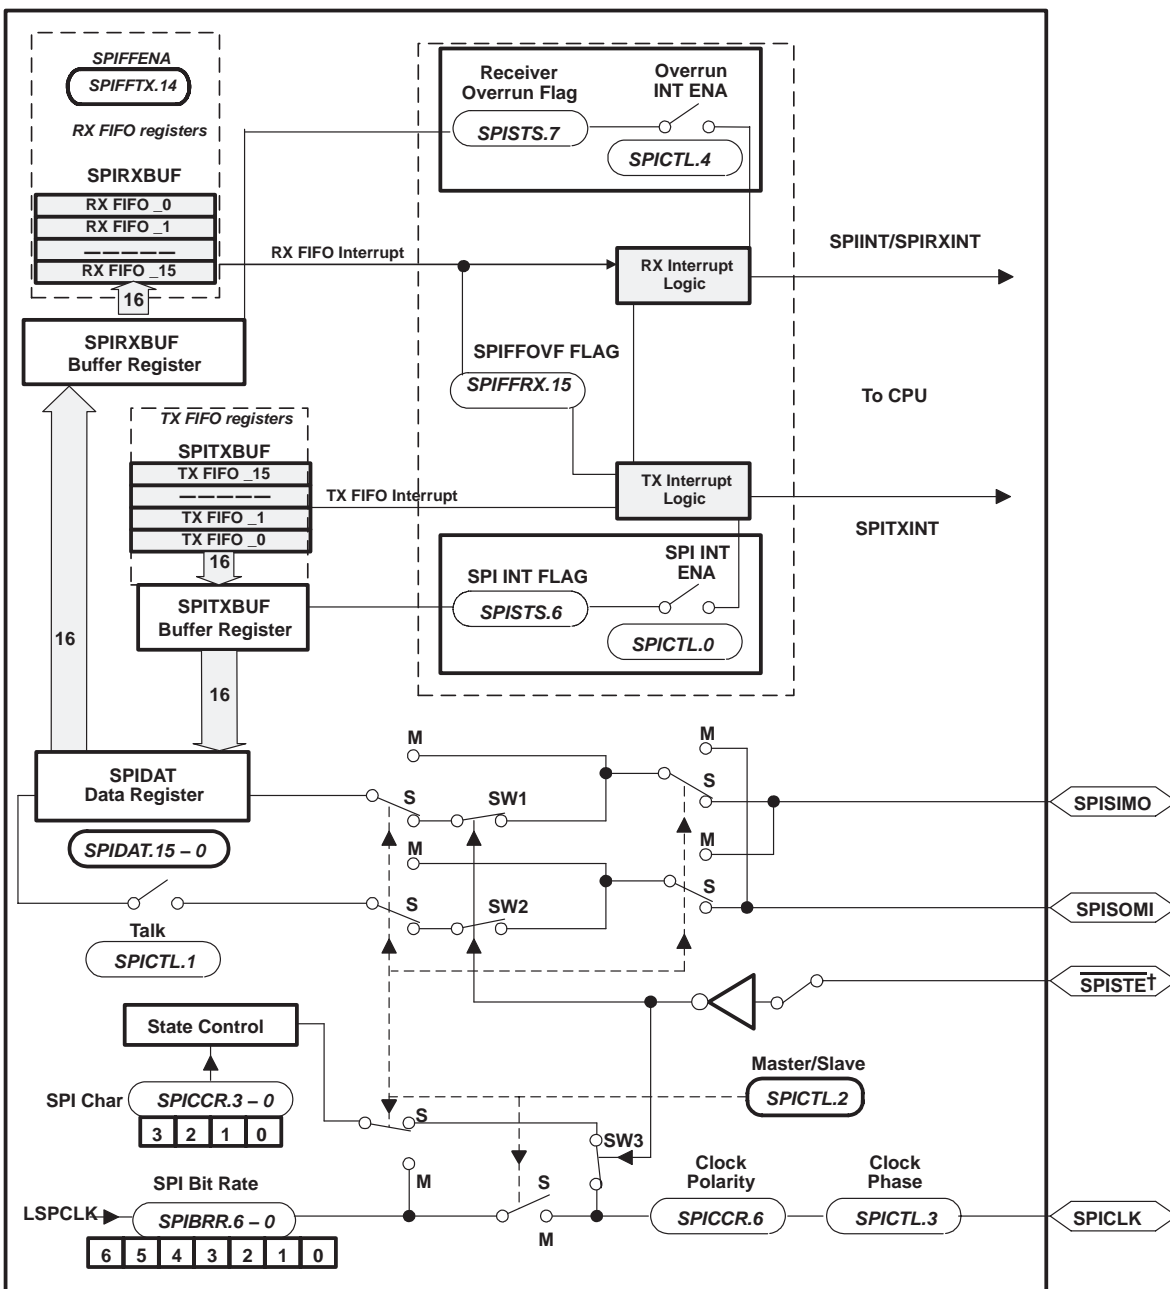 SPIFFENA
SPIFFTX.14
RX FIFO registers
SPIRXBUF
RX FIFO _0
RX FIFO _1
– – – – –
RX FIFO _15
16
SPIRXBUF
Buffer Register
Receiver
Overrun Flag
SPISTS.7
Overrun
INT ENA
SPICTL.4
RX FIFO Interrupt
RX Interrupt
Logic
SPIINT/SPIRXINT
SPIFFOVF FLAG
SPIFFRX.15
To CPU
TX FIFO registers
SPITXBUF
TX FIFO _15
– – – – –
TX FIFO _1
TX FIFO _0
16
SPITXBUF
Buffer Register
TX FIFO Interrupt
TX Interrupt
Logic
SPITXINT
SPI INT FLAG
SPISTS.6
SPI INT
ENA
SPICTL.0
16
16
SPIDAT
Data Register
SPIDAT.15 – 0
M
S
SW1
M
S
SPISIMO
M
S
SW2
M
S
SPISOMI
Talk
SPICTL.1
SPISTE†
State Control
Master/Slave
SPICTL.2
SPI Char
SPICCR.3 – 0
3 2 1 0
S
SW3
M
S
M
SPI Bit Rate
LSPCLK
SPIBRR.6 – 0
6 5 4 3 2 1 0
Clock
Polarity
SPICCR.6
Clock
Phase
SPICTL.3
SPICLK